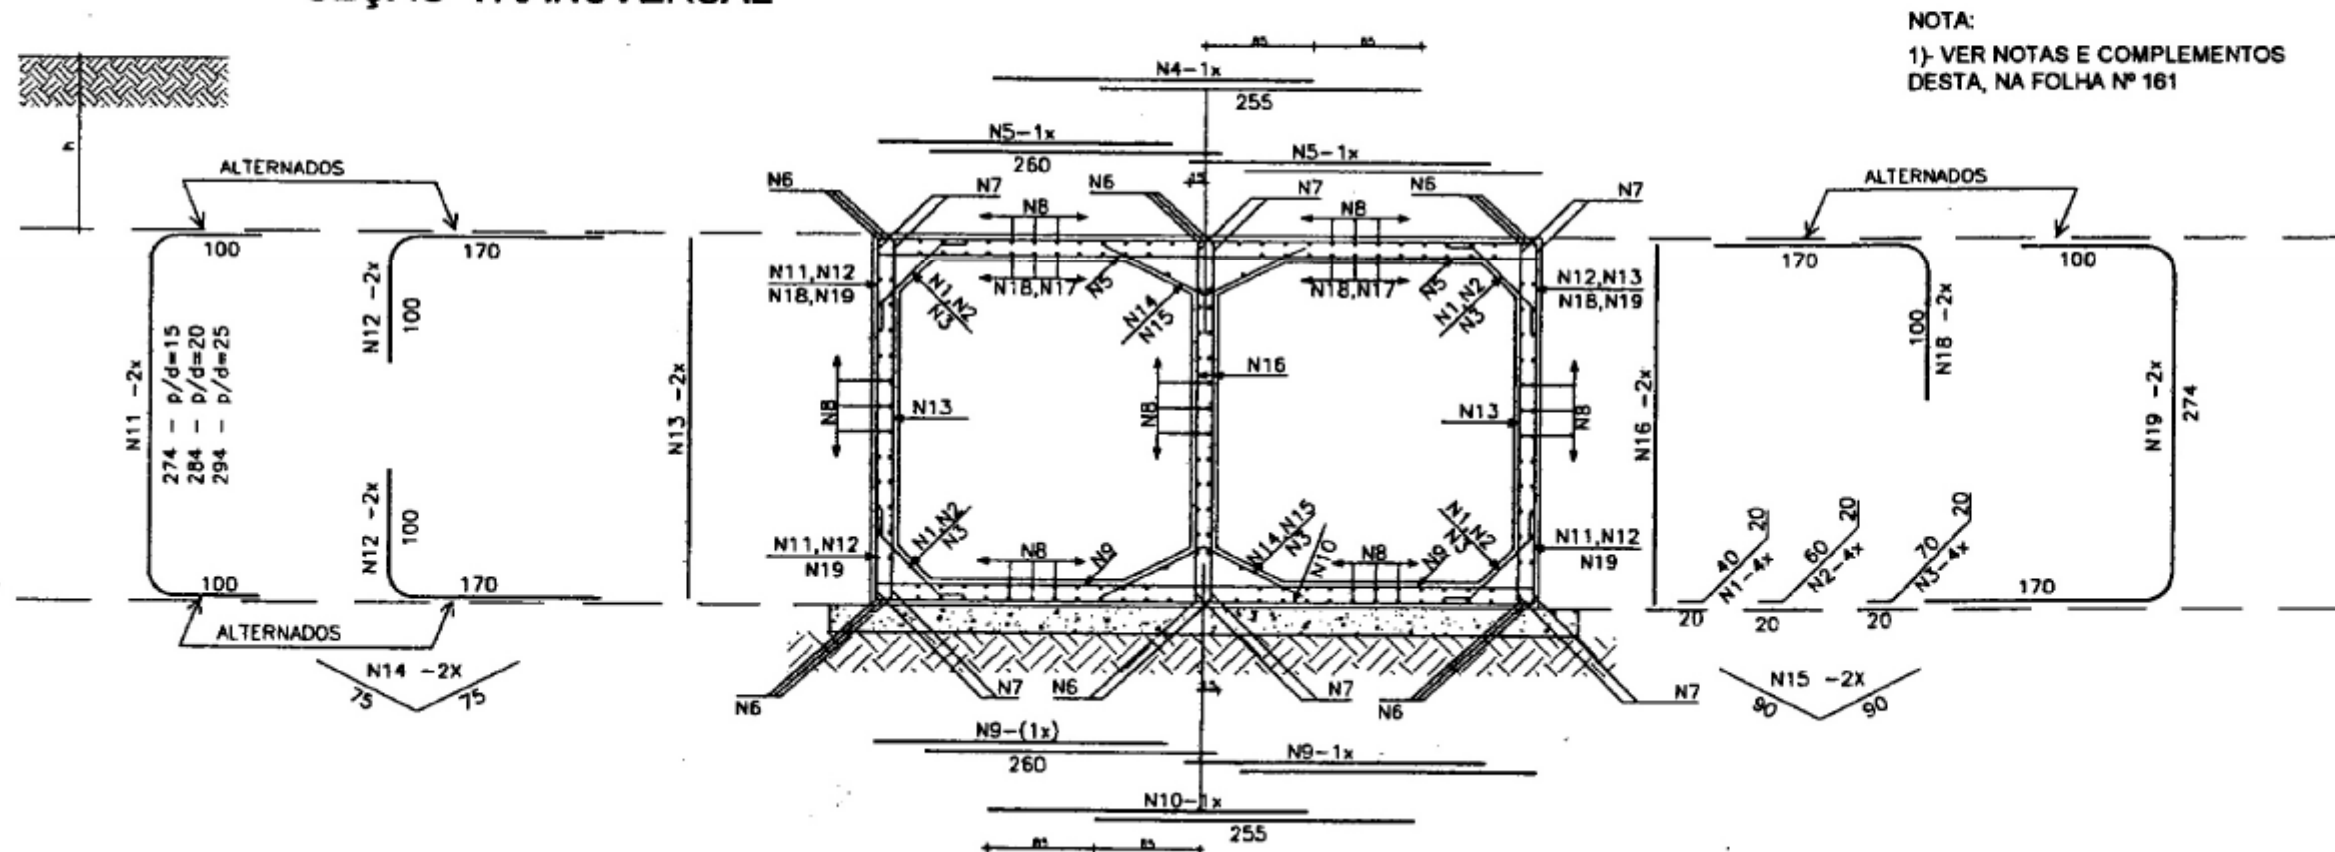 NOTA:
1)- VER NOTAS E COMPLEMENTOS
DESTA, NA FOLHA Nº 161
85 85
N4-1x
255
N5-1x
260
N5-1x
15
h
ALTERNADOS
100
170
N11 -2x
274 - p/d=15
284 - p/d=20
294 - p/d=25
N12 -2x
100
N12 -2x
100
100
170
ALTERNADOS
N14 -2X
75 75
N13 -2x
N6 N7 N6 N7 N6 N7
N8 N8
N11,N12
N18,N19
N1,N2
N3
N18,N17
N5
N14
N15
N18,N17
N5
N1,N2
N3
N12,N13
N18,N19
N8
N13
N8
N16
N13
N8
N11,N12
N19
N1,N2
N3
N8
N9
N14,N15
N3
N10
N8
N9
N1,N2
N3
N11,N12
N19
N6 N7 N6 N7 N6 N7
15
N9-(1x)
260
N9-1x
N10-1x
255
85 85
ALTERNADOS
170
100
N16 -2x
100
N18 -2x
N19 -2x
274
40 20
N1-4x
20
60 20
N2-4x
20
70 20
N3-4x
20
170
N15 -2X
90 90